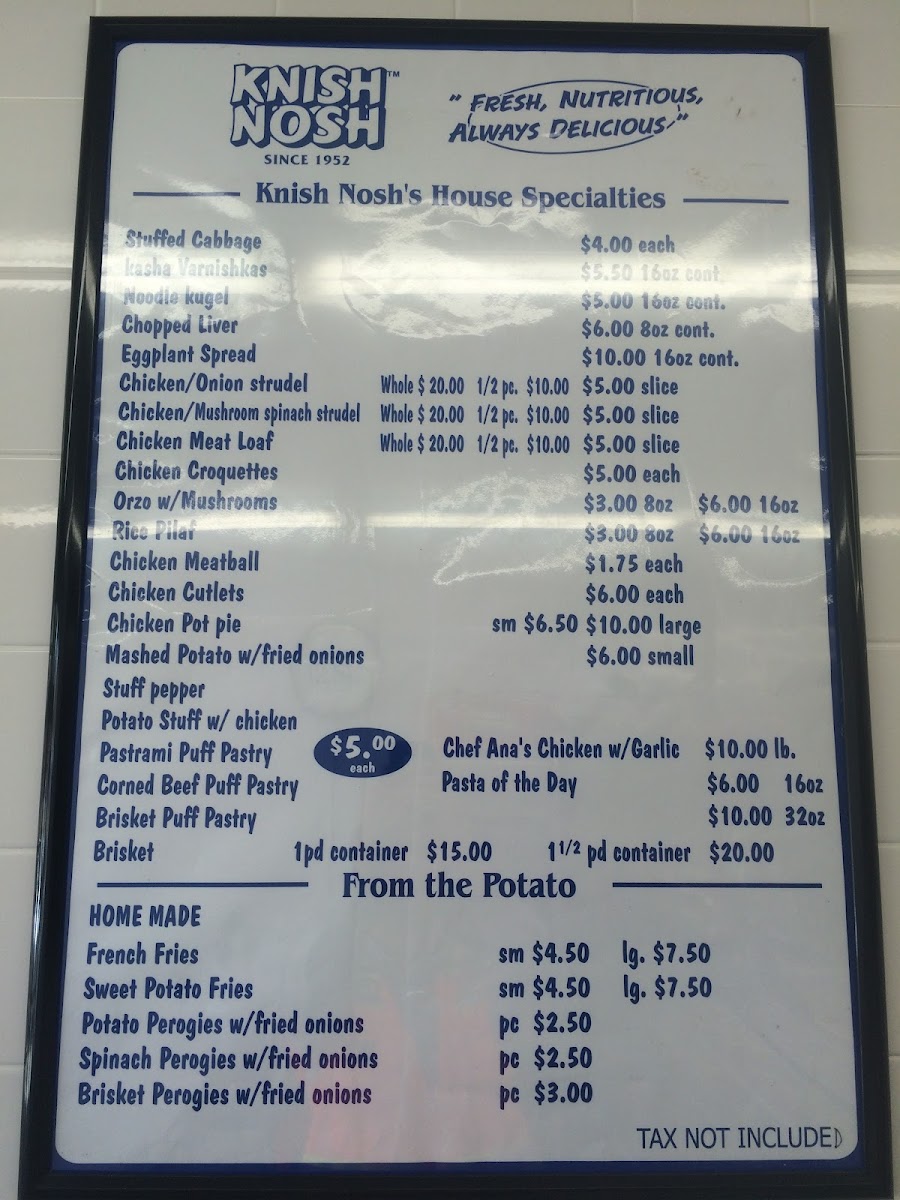 KNISH NOSH™
SINCE 1952
"FRESH, NUTRITIOUS,
ALWAYS DELICIOUS"
Knish Nosh's House Specialties
Stuffed Cabbage $4.00 each
kasha Varnishkas $5.50 16oz cont.
Noodle kugel $5.00 16oz cont.
Chopped Liver $6.00 8oz cont.
Eggplant Spread $10.00 16oz cont.
Chicken/Onion strudel Whole $ 20.00 1/2 pc. $10.00 $5.00 slice
Chicken/Mushroom spinach strudel Whole $ 20.00 1/2 pc. $10.00 $5.00 slice
Chicken Meat Loaf Whole $ 20.00 1/2 pc. $10.00 $5.00 slice
Chicken Croquettes $5.00 each
Orzo w/Mushrooms $3.00 8oz $6.00 16oz
Rice Pilaf $3.00 8oz $6.00 16oz
Chicken Meatball $1.75 each
Chicken Cutlets $6.00 each
Chicken Pot pie sm $6.50 $10.00 large
Mashed Potato w/fried onions $6.00 small
Stuff pepper
Potato Stuff w/ chicken
Pastrami Puff Pastry $5.00 each Chef Ana's Chicken w/Garlic $10.00 lb.
Corned Beef Puff Pastry Pasta of the Day $6.00 16oz
Brisket Puff Pastry $10.00 32oz
Brisket 1pd container $15.00 1 1/2 pd container $20.00
From the Potato
HOME MADE
French Fries sm $4.50 lg. $7.50
Sweet Potato Fries sm $4.50 lg. $7.50
Potato Perogies w/fried onions pc $2.50
Spinach Perogies w/fried onions pc $2.50
Brisket Perogies w/fried onions pc $3.00
TAX NOT INCLUDED